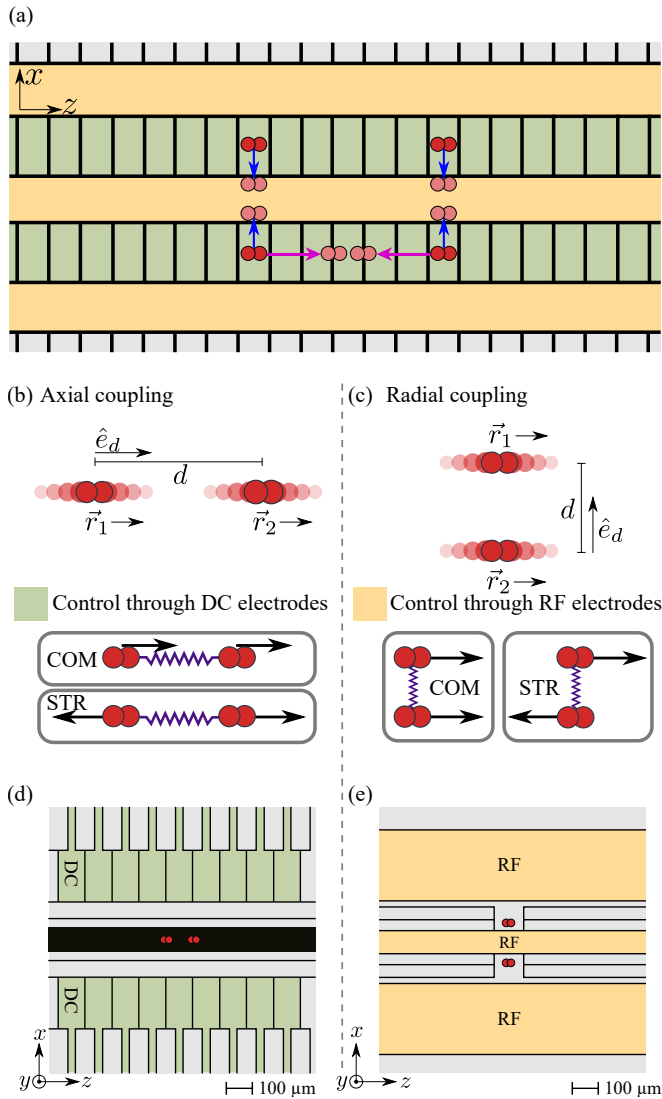 (a)
x
z
(b) Axial coupling
(c) Radial coupling
ê_d
d
r⃗_1
r⃗_2
r⃗_1
d
ê_d
r⃗_2
Control through DC electrodes
Control through RF electrodes
COM
STR
COM
STR
(d)
(e)
DC
DC
RF
RF
RF
x
y
z
100 µm
x
y
z
100 µm